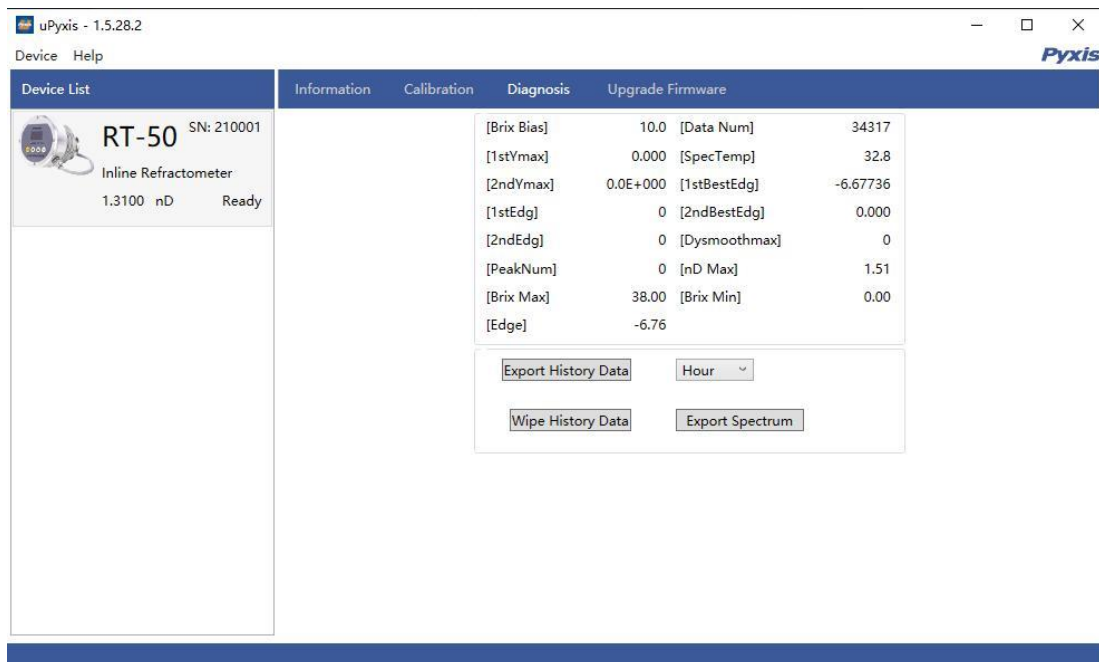 uPyxis - 1.5.28.2
Device Help
Pyxis
Device List
Information Calibration Diagnosis Upgrade Firmware
RT-50 SN: 210001
Inline Refractometer
1.3100 nD Ready
[Brix Bias] 10.0 [Data Num] 34317
[1stYmax] 0.000 [SpecTemp] 32.8
[2ndYmax] 0.0E+000 [1stBestEdg] -6.67736
[1stEdg] 0 [2ndBestEdg] 0.000
[2ndEdg] 0 [Dysmoothmax] 0
[PeakNum] 0 [nD Max] 1.51
[Brix Max] 38.00 [Brix Min] 0.00
[Edge] -6.76
Export History Data Hour
Wipe History Data Export Spectrum